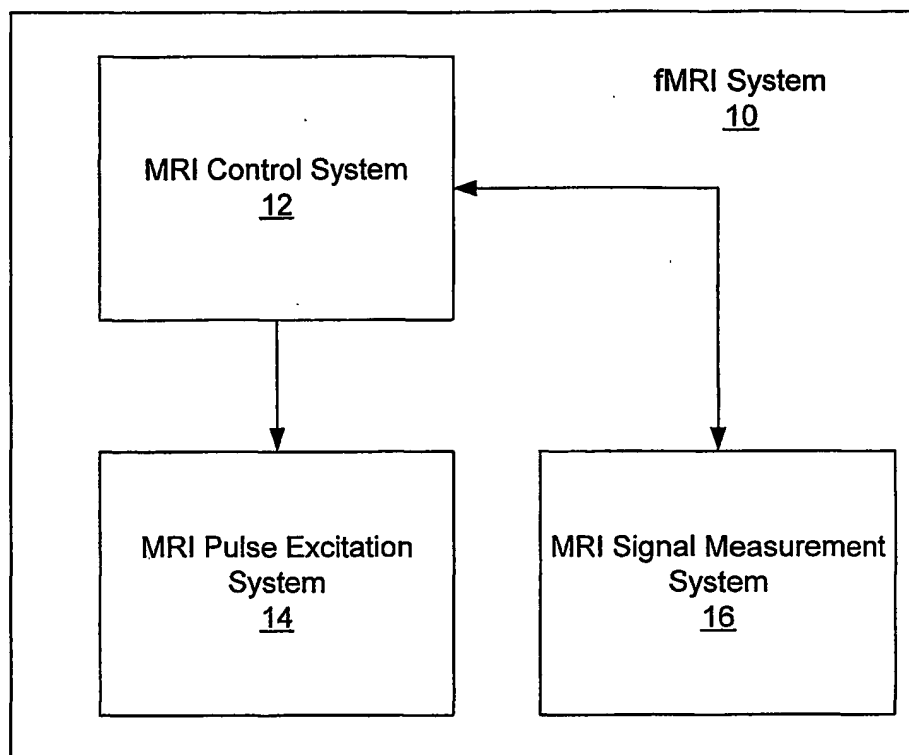 fMRI System
10
MRI Control System
12
MRI Pulse Excitation
System
14
MRI Signal Measurement
System
16